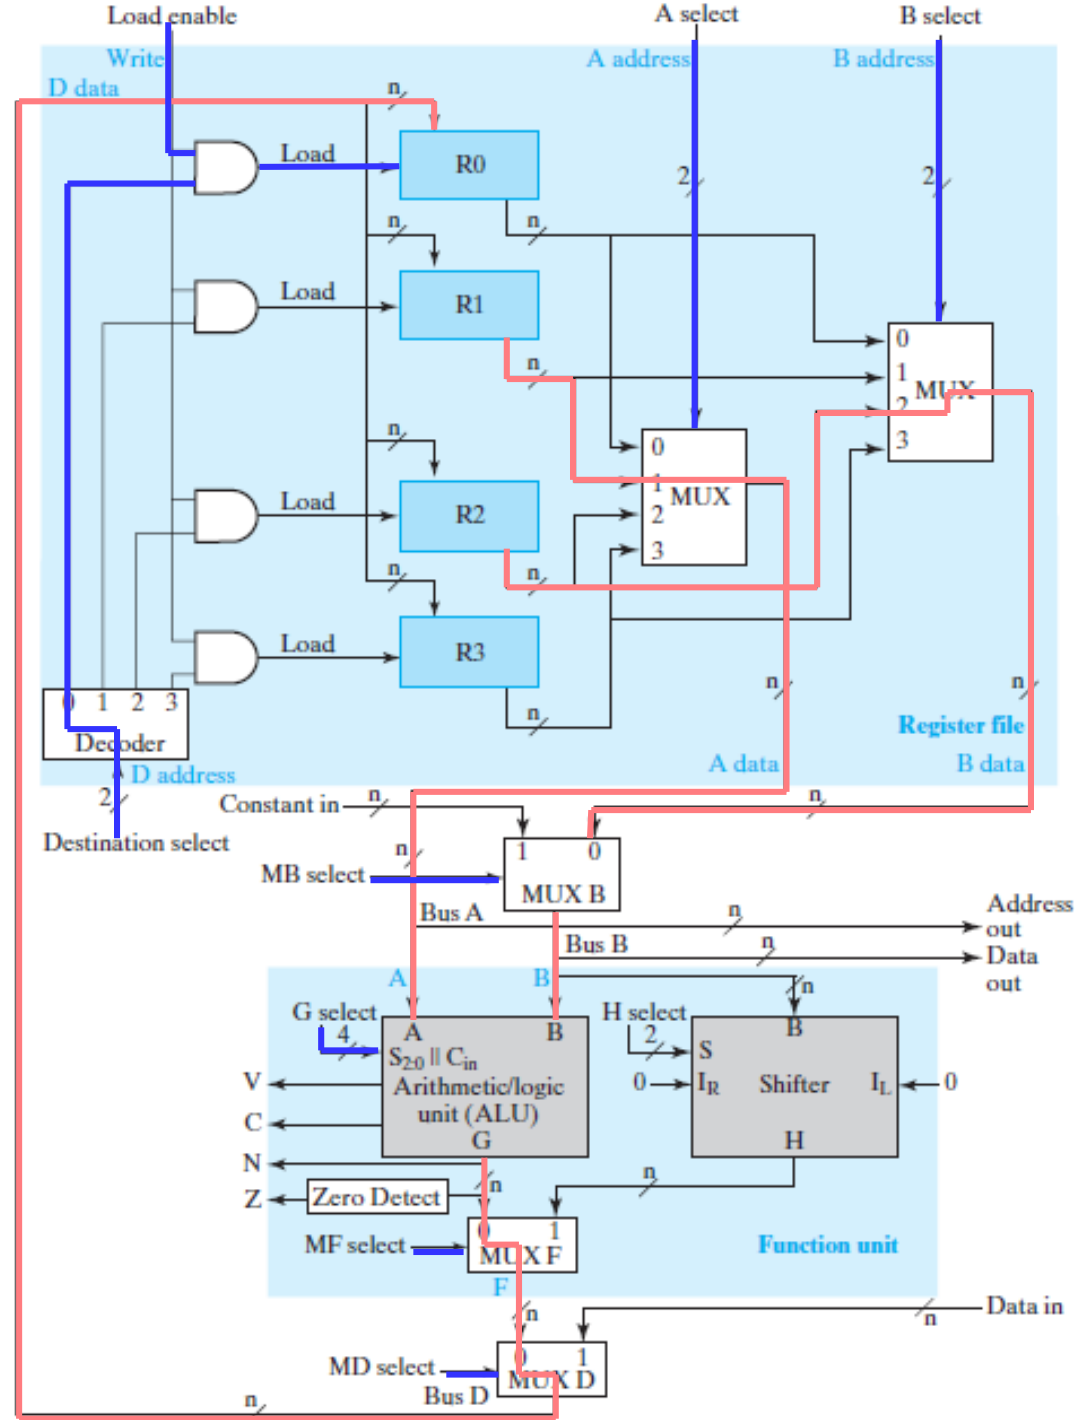 Load enable
A select
B select
Write
A address
B address
D data
n
Load
R0
2
2
n
n
Load
R1
n
0
1
MUX
2
3
n
0
1
MUX
2
3
Load
R2
n
n
Load
R3
n
n
n
0 1 2 3
Decoder
Register file
D address
A data
B data
2
Constant in
n
n
Destination select
n
1 0
MB select
MUX B
Bus A
n
Address
out
Bus B
n
Data
out
A
B
n
G select
H select
4
A
B
2
B
S2:0 || Cin
S
V
Arithmetic/logic
unit (ALU)
0
IR
Shifter
IL
0
C
G
H
N
n
n
Z
Zero Detect
0 1
MF select
MUX F
Function unit
F
n
Data in
n
0 1
MD select
MUX D
Bus D
n